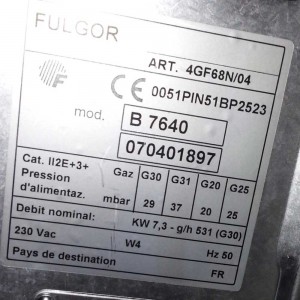 FULGOR
ART. 4GF68N/04
F CE 0051PIN51BP2523
mod. B 7640
070401897
Cat. II2E+3+ Gaz G30 G31 G20 G25
Pression
d'alimentaz. mbar 29 37 20 25
Debit nominal: KW 7,3 - g/h 531 (G30)
230 Vac W4 Hz 50
Pays de destination FR